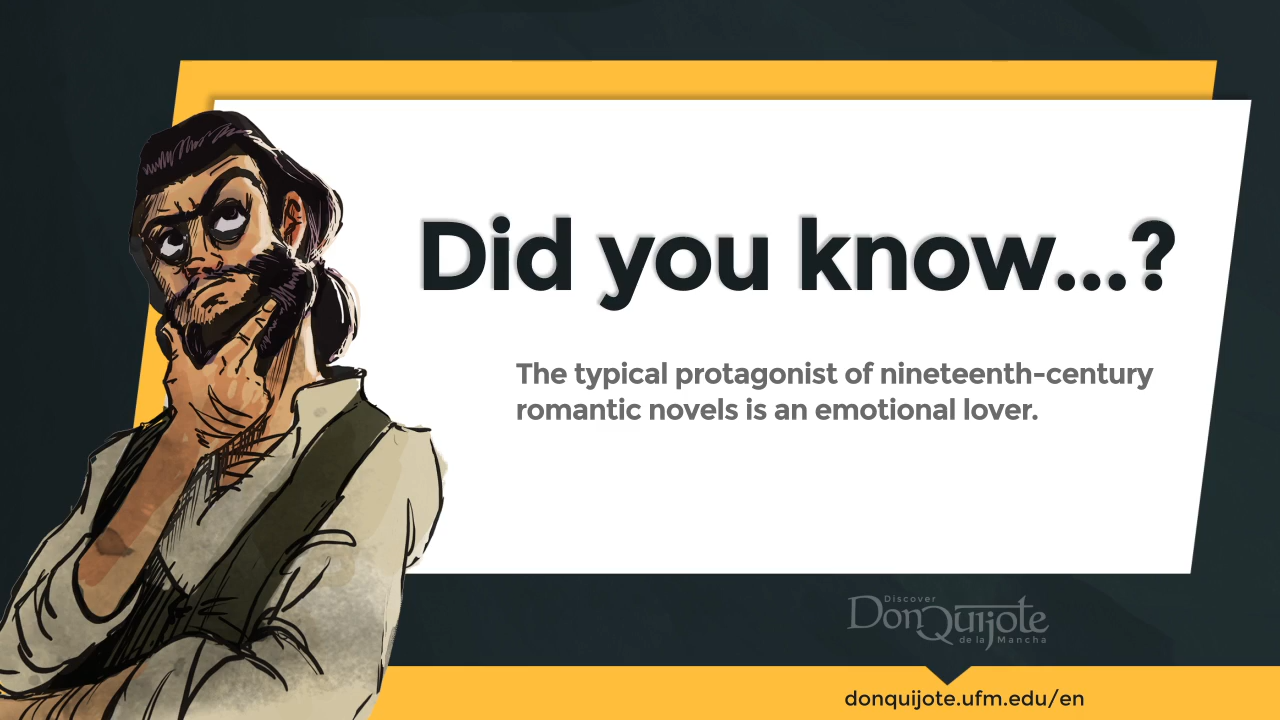 Did you know...?
The typical protagonist of nineteenth-century
romantic novels is an emotional lover.
Discover
DonQuijote
de la Mancha
donquijote.ufm.edu/en